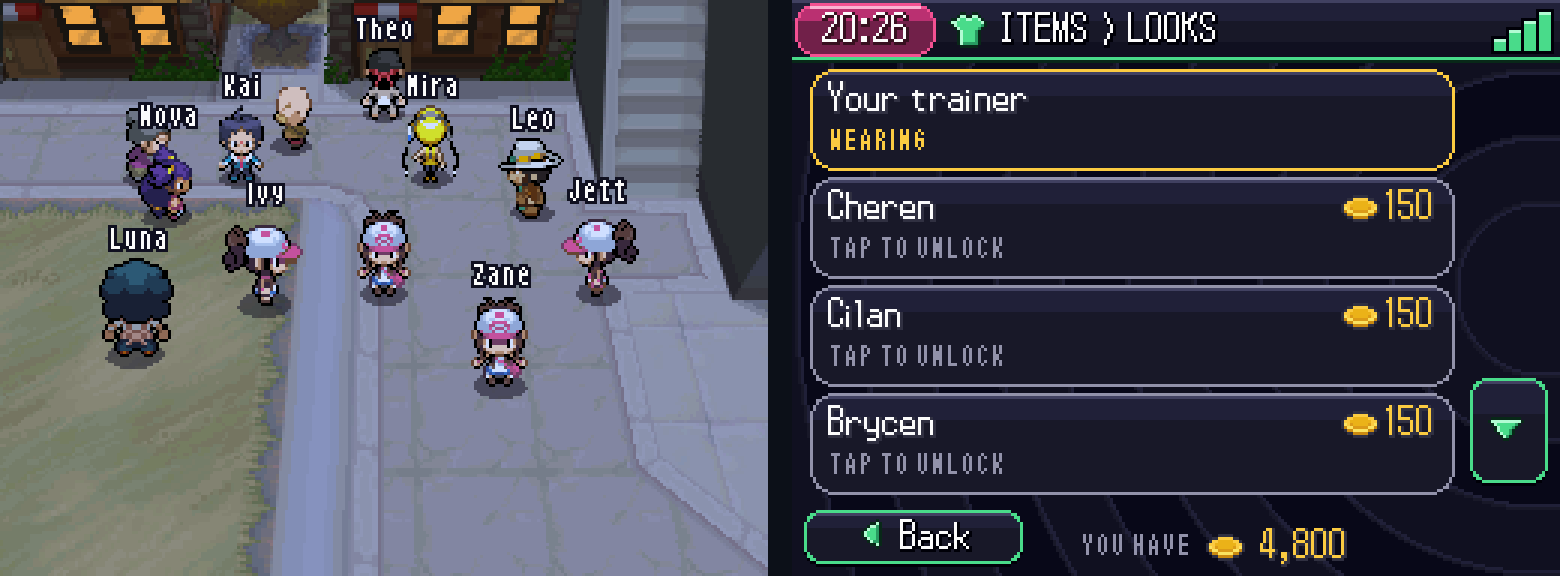 Theo
Kai
Mira
Nova
Leo
Ivy
Jett
Luna
Zane
20:26
ITEMS 〉 LOOKS
Your trainer
WEARING
Cheren
150
TAP TO UNLOCK
Cilan
150
TAP TO UNLOCK
Brycen
150
TAP TO UNLOCK
Back
YOU HAVE 4,800